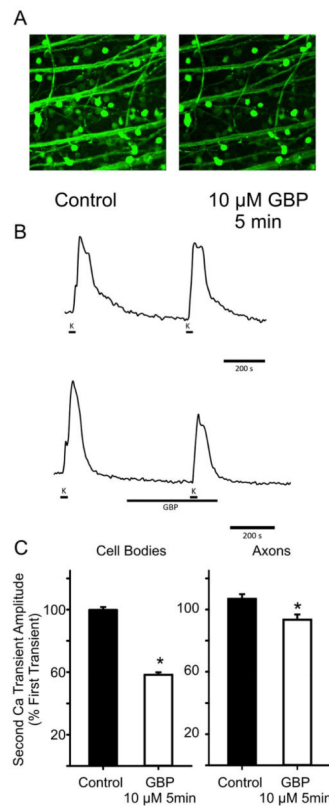 A
Control
10 μM GBP
5 min
B
K
K
200 s
K
K
GBP
200 s
C
Cell Bodies
Axons
Second Ca Transient Amplitude
(% First Transient)
100
60
20
*
Control
GBP
10 μM 5min
100
60
20
*
Control
GBP
10 μM 5min